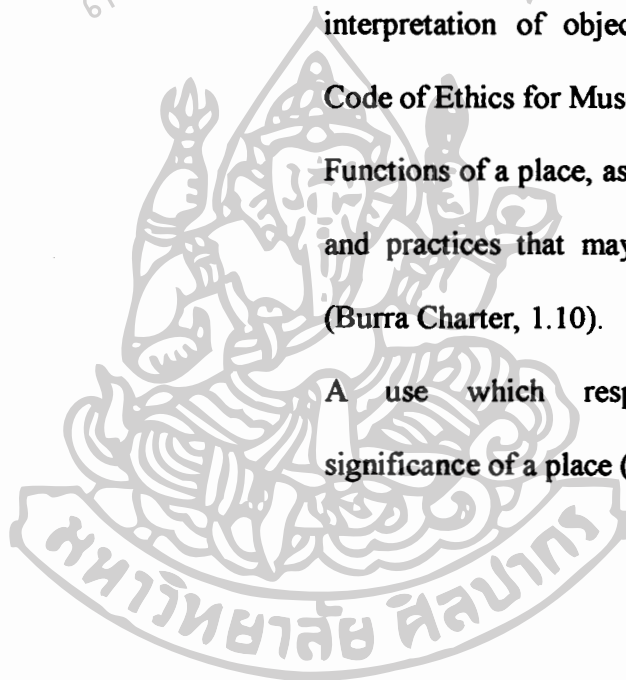 interpretation of objec
Code of Ethics for Mus
Functions of a place, as
and practices that may
(Burra Charter, 1.10).
A use which resp
significance of a place (
มหาวิทยาลัย ศิลปากร